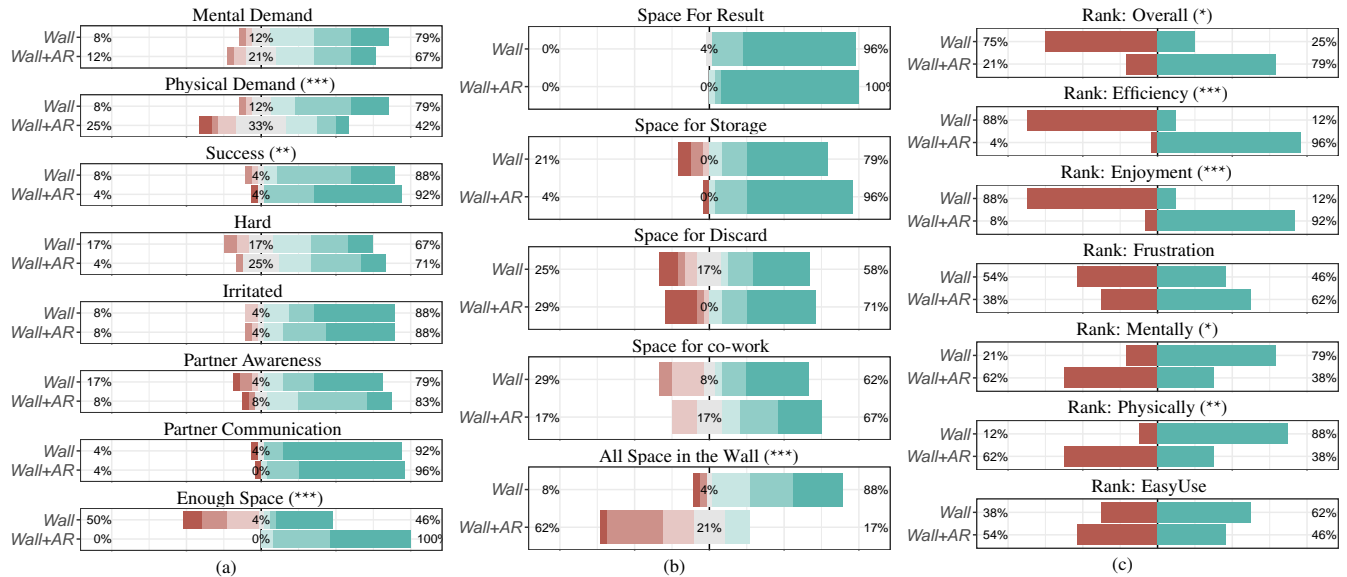 Mental Demand
Wall 8% 12% 79%
Wall+AR 12% 21% 67%
Physical Demand (***)
Wall 8% 12% 79%
Wall+AR 25% 33% 42%
Success (**)
Wall 8% 4% 88%
Wall+AR 4% 4% 92%
Hard
Wall 17% 17% 67%
Wall+AR 4% 25% 71%
Irritated
Wall 8% 4% 88%
Wall+AR 8% 4% 88%
Partner Awareness
Wall 17% 4% 79%
Wall+AR 8% 8% 83%
Partner Communication
Wall 4% 4% 92%
Wall+AR 4% 0% 96%
Enough Space (***)
Wall 50% 4% 46%
Wall+AR 0% 0% 100%
(a)
Space For Result
Wall 0% 4% 96%
Wall+AR 0% 0% 100%
Space for Storage
Wall 21% 0% 79%
Wall+AR 4% 0% 96%
Space for Discard
Wall 25% 17% 58%
Wall+AR 29% 0% 71%
Space for co-work
Wall 29% 8% 62%
Wall+AR 17% 17% 67%
All Space in the Wall (***)
Wall 8% 4% 88%
Wall+AR 62% 21% 17%
(b)
Rank: Overall (*)
Wall 75% 25%
Wall+AR 21% 79%
Rank: Efficiency (***)
Wall 88% 12%
Wall+AR 4% 96%
Rank: Enjoyment (***)
Wall 88% 12%
Wall+AR 8% 92%
Rank: Frustration
Wall 54% 46%
Wall+AR 38% 62%
Rank: Mentally (*)
Wall 21% 79%
Wall+AR 62% 38%
Rank: Physically (**)
Wall 12% 88%
Wall+AR 62% 38%
Rank: EasyUse
Wall 38% 62%
Wall+AR 54% 46%
(c)